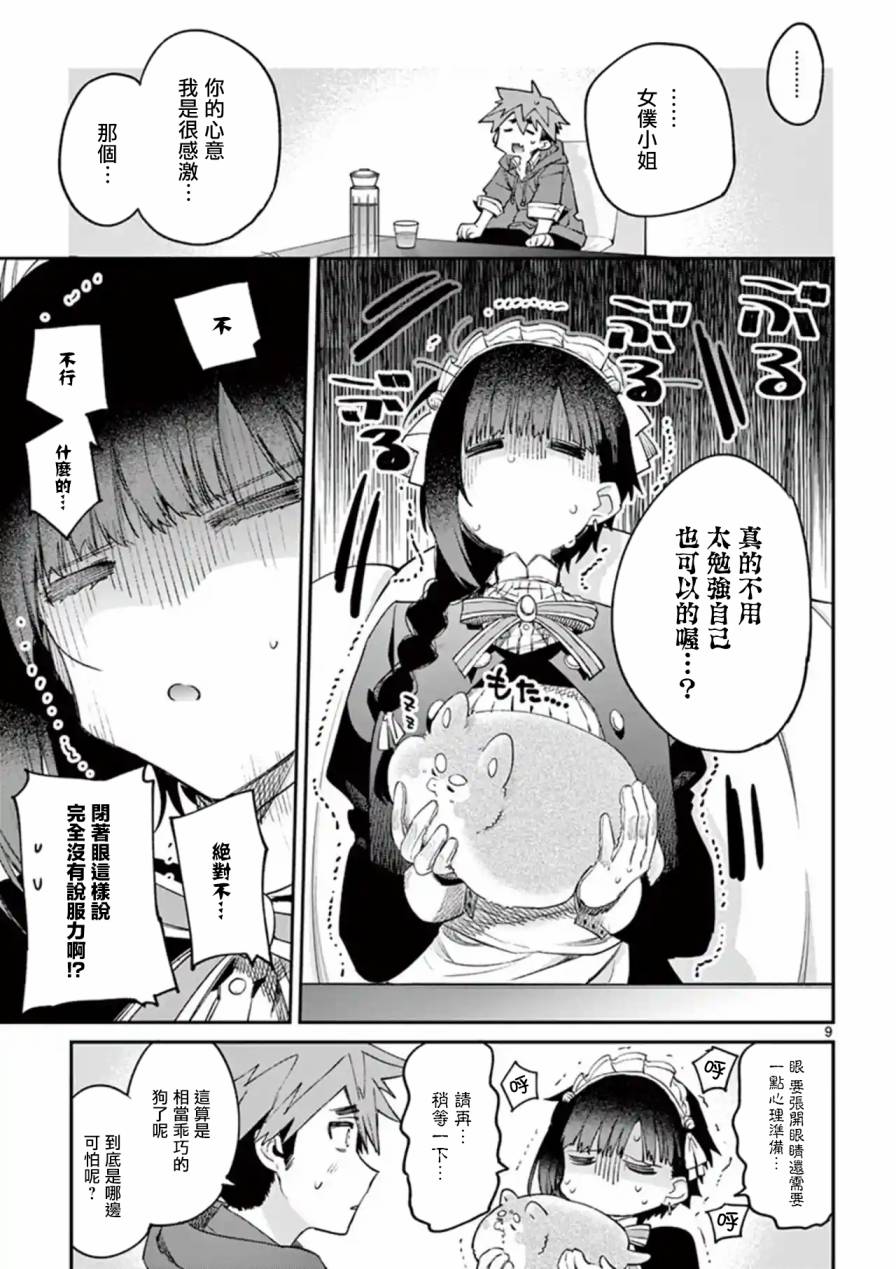 ………
……
女僕小姐
你的心意
我是很感激…
那個…
ぶる
ぶる
ぶる
真的不用
太勉強自己
也可以的喔…？
もた…
zz
不
不行
什麼的…
絕對不…
閉著眼這樣說
完全沒有說服力啊!?
9
眼 要張開眼睛還需要
一點心理準備…
呼
呼
呼
請再…
稍等一下…
這算是
相當乖巧的
狗了呢
到底是哪邊
可怕呢？